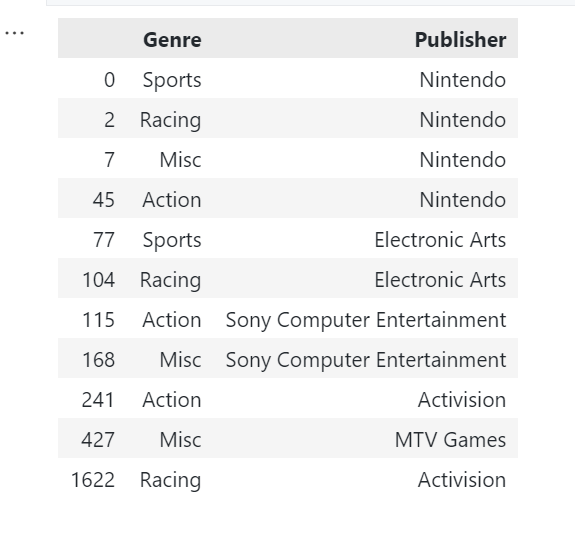 ...
Genre Publisher
0 Sports Nintendo
2 Racing Nintendo
7 Misc Nintendo
45 Action Nintendo
77 Sports Electronic Arts
104 Racing Electronic Arts
115 Action Sony Computer Entertainment
168 Misc Sony Computer Entertainment
241 Action Activision
427 Misc MTV Games
1622 Racing Activision